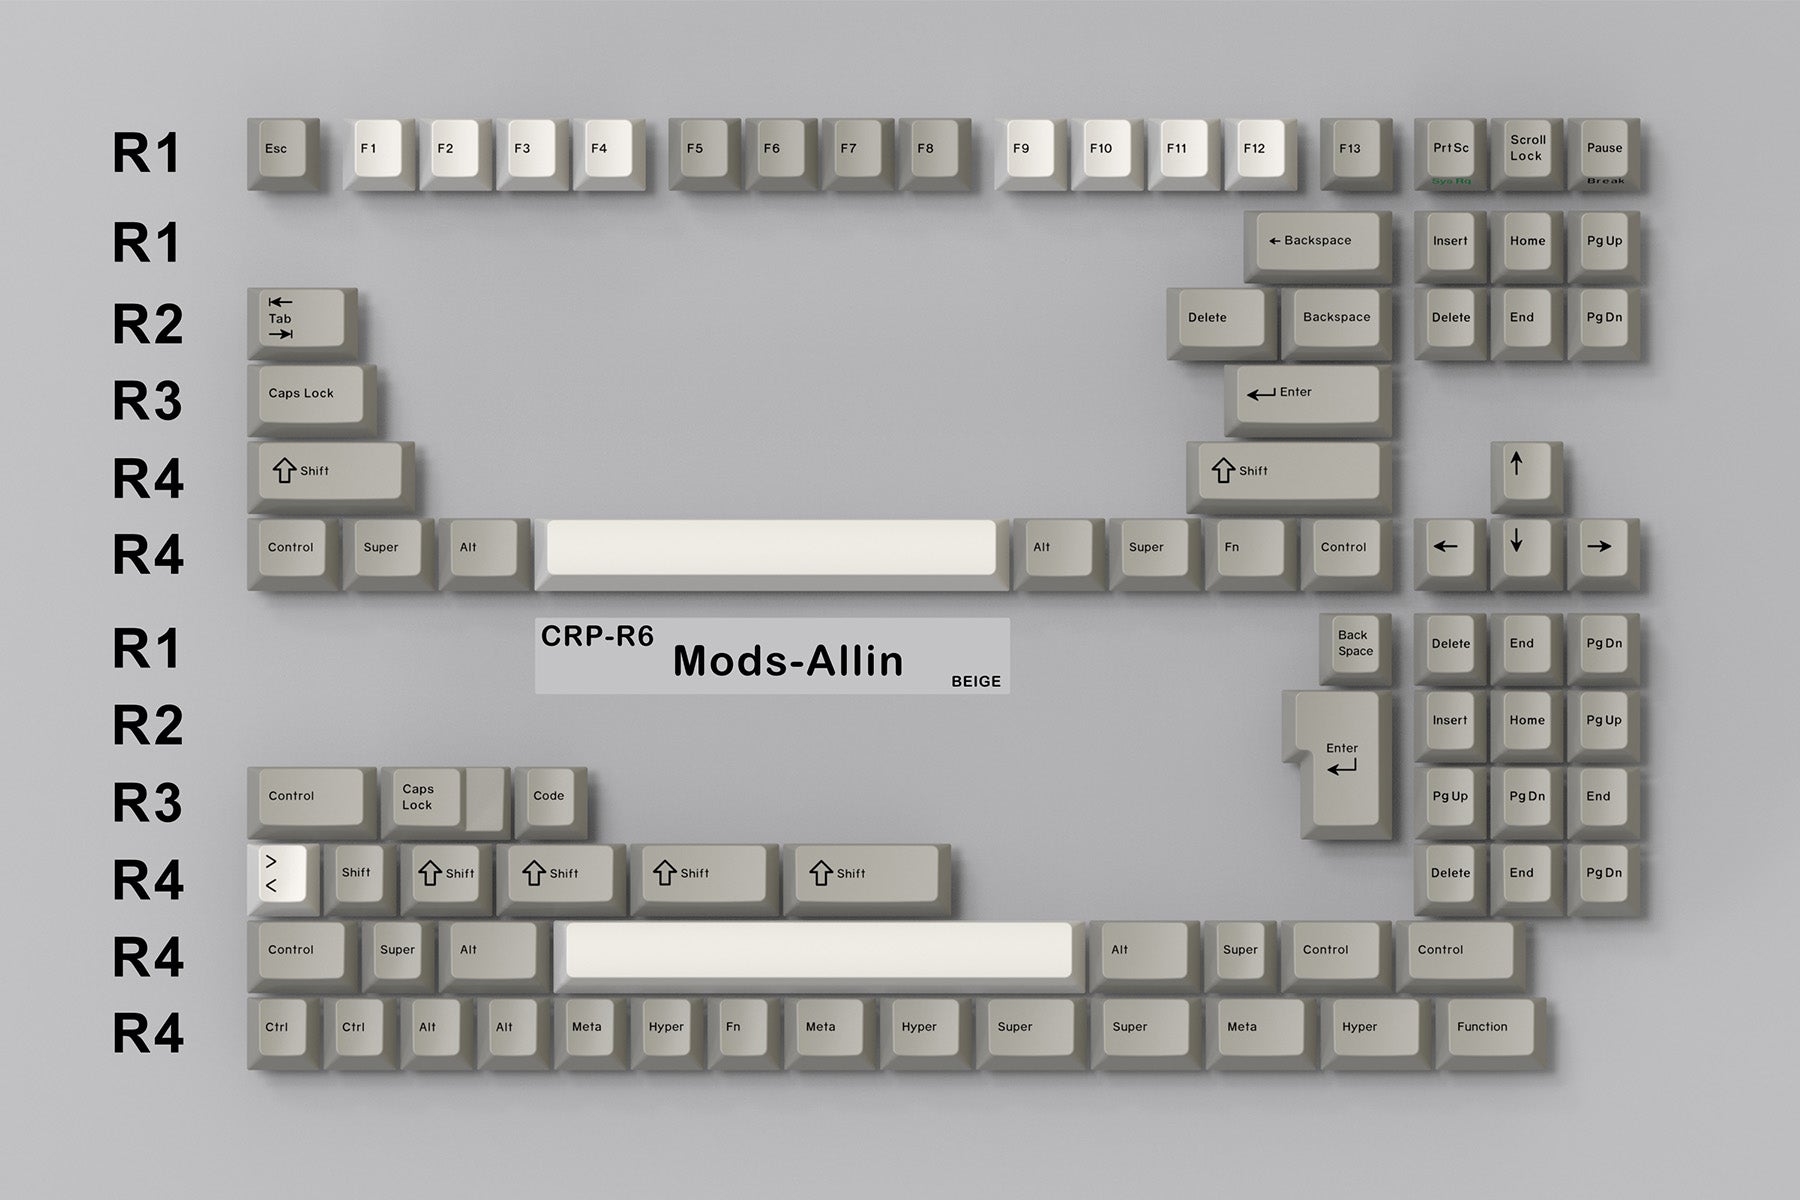 R1
Esc
F1
F2
F3
F4
F5
F6
F7
F8
F9
F10
F11
F12
F13
PrtSc
Sys Rq
Scroll
Lock
Pause
Break
R1
← Backspace
Insert
Home
Pg Up
R2
Tab
Delete
Backspace
Delete
End
Pg Dn
R3
Caps Lock
Enter
R4
⇧ Shift
⇧ Shift
↑
R4
Control
Super
Alt
Alt
Super
Fn
Control
←
↓
→
CRP-R6
Mods-Allin
BEIGE
R1
Back
Space
Delete
End
Pg Dn
R2
Enter
Insert
Home
Pg Up
R3
Control
Caps
Lock
Code
Pg Up
Pg Dn
End
R4
>
<
Shift
⇧ Shift
⇧ Shift
⇧ Shift
⇧ Shift
Delete
End
Pg Dn
R4
Control
Super
Alt
Alt
Super
Control
Control
R4
Ctrl
Ctrl
Alt
Alt
Meta
Hyper
Fn
Meta
Hyper
Super
Super
Meta
Hyper
Function